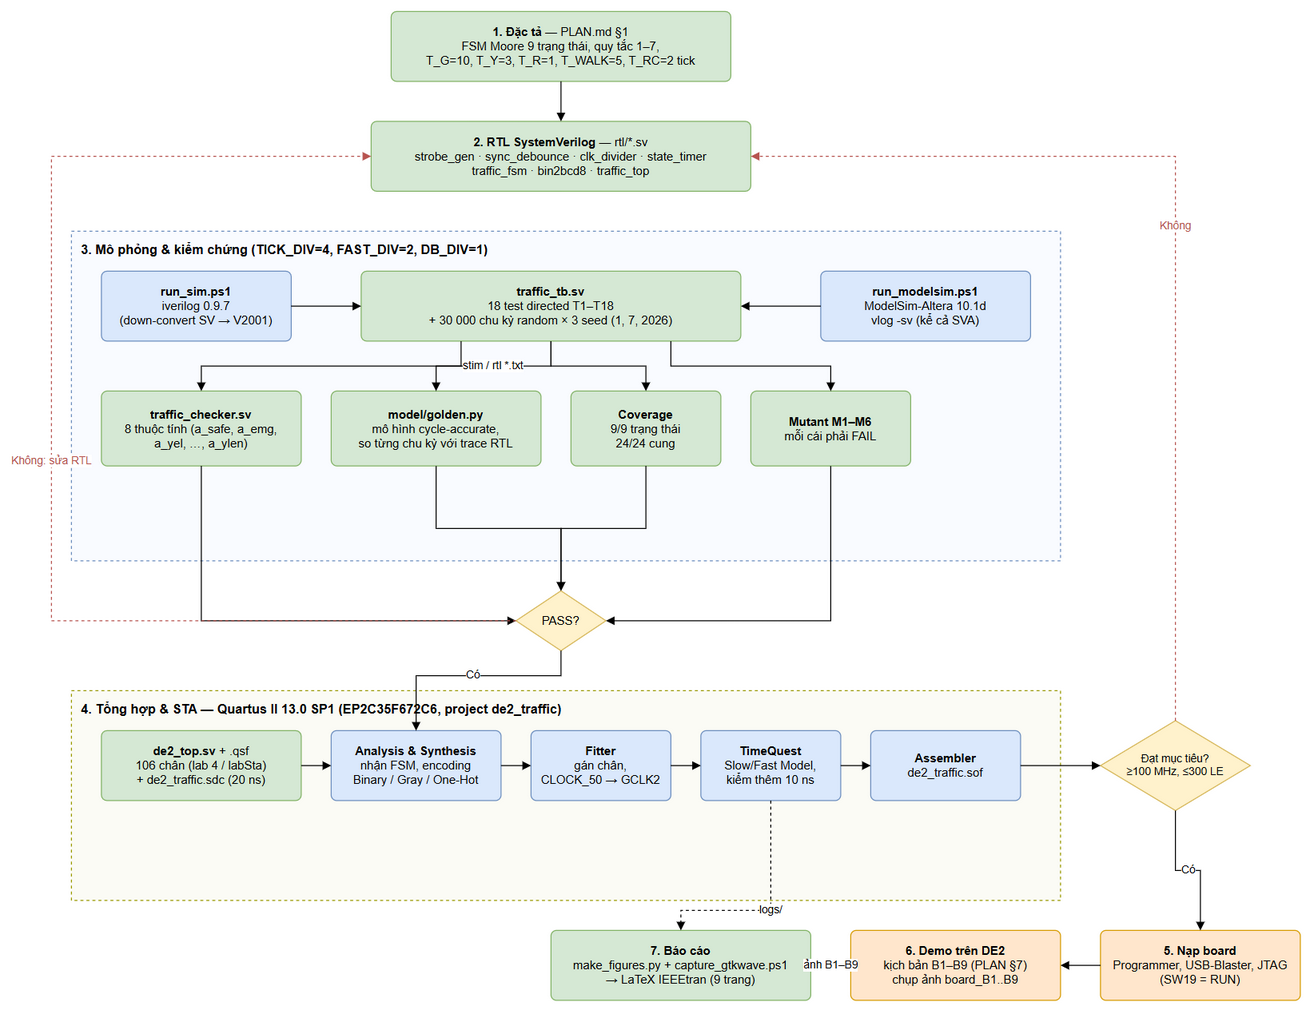 1. Đặc tả — PLAN.md §1
FSM Moore 9 trạng thái, quy tắc 1–7,
T_G=10, T_Y=3, T_R=1, T_WALK=5, T_RC=2 tick
2. RTL SystemVerilog — rtl/*.sv
strobe_gen · sync_debounce · clk_divider · state_timer
traffic_fsm · bin2bcd8 · traffic_top
Không
3. Mô phỏng & kiểm chứng (TICK_DIV=4, FAST_DIV=2, DB_DIV=1)
run_sim.ps1
iverilog 0.9.7
(down-convert SV → V2001)
traffic_tb.sv
18 test directed T1–T18
+ 30 000 chu kỳ random × 3 seed (1, 7, 2026)
run_modelsim.ps1
ModelSim-Altera 10.1d
vlog -sv (kể cả SVA)
stim / rtl *.txt
traffic_checker.sv
8 thuộc tính (a_safe, a_emg,
a_yel, …, a_ylen)
model/golden.py
mô hình cycle-accurate,
so từng chu kỳ với trace RTL
Coverage
9/9 trạng thái
24/24 cung
Mutant M1–M6
mỗi cái phải FAIL
Không: sửa RTL
PASS?
Có
4. Tổng hợp & STA — Quartus II 13.0 SP1 (EP2C35F672C6, project de2_traffic)
de2_top.sv + .qsf
106 chân (lab 4 / labSta)
+ de2_traffic.sdc (20 ns)
Analysis & Synthesis
nhận FSM, encoding
Binary / Gray / One-Hot
Fitter
gán chân,
CLOCK_50 → GCLK2
TimeQuest
Slow/Fast Model,
kiểm thêm 10 ns
Assembler
de2_traffic.sof
Đạt mục tiêu?
≥100 MHz, ≤300 LE
Có
logs/
7. Báo cáo
make_figures.py + capture_gtkwave.ps1
→ LaTeX IEEEtran (9 trang)
ảnh B1–B9
6. Demo trên DE2
kịch bản B1–B9 (PLAN §7)
chụp ảnh board_B1..B9
5. Nạp board
Programmer, USB-Blaster, JTAG
(SW19 = RUN)